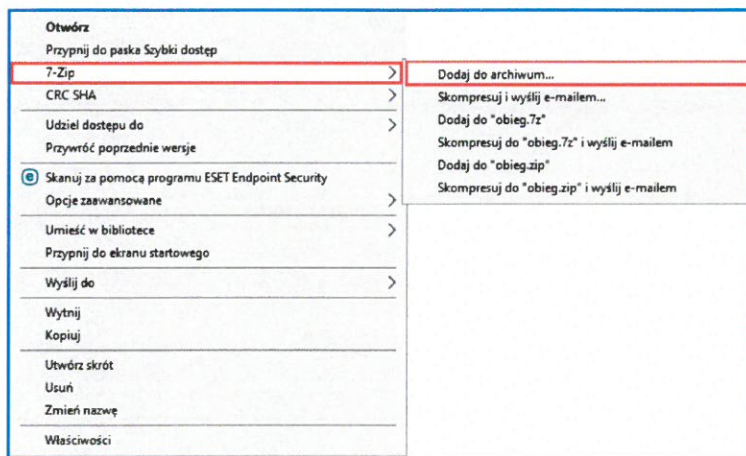 Otwórz
Przypnij do paska Szybki dostęp
7-Zip
CRC SHA
Udziel dostępu do
Przywróć poprzednie wersje
Skanuj za pomocą programu ESET Endpoint Security
Opcje zaawansowane
Umieść w bibliotece
Przypnij do ekranu startowego
Wyślij do
Wytnij
Kopiuj
Utwórz skrót
Usuń
Zmień nazwę
Właściwości
Dodaj do archiwum...
Skompresuj i wyślij e-mailem...
Dodaj do "obieg.7z"
Skompresuj do "obieg.7z" i wyślij e-mailem
Dodaj do "obieg.zip"
Skompresuj do "obieg.zip" i wyślij e-mailem